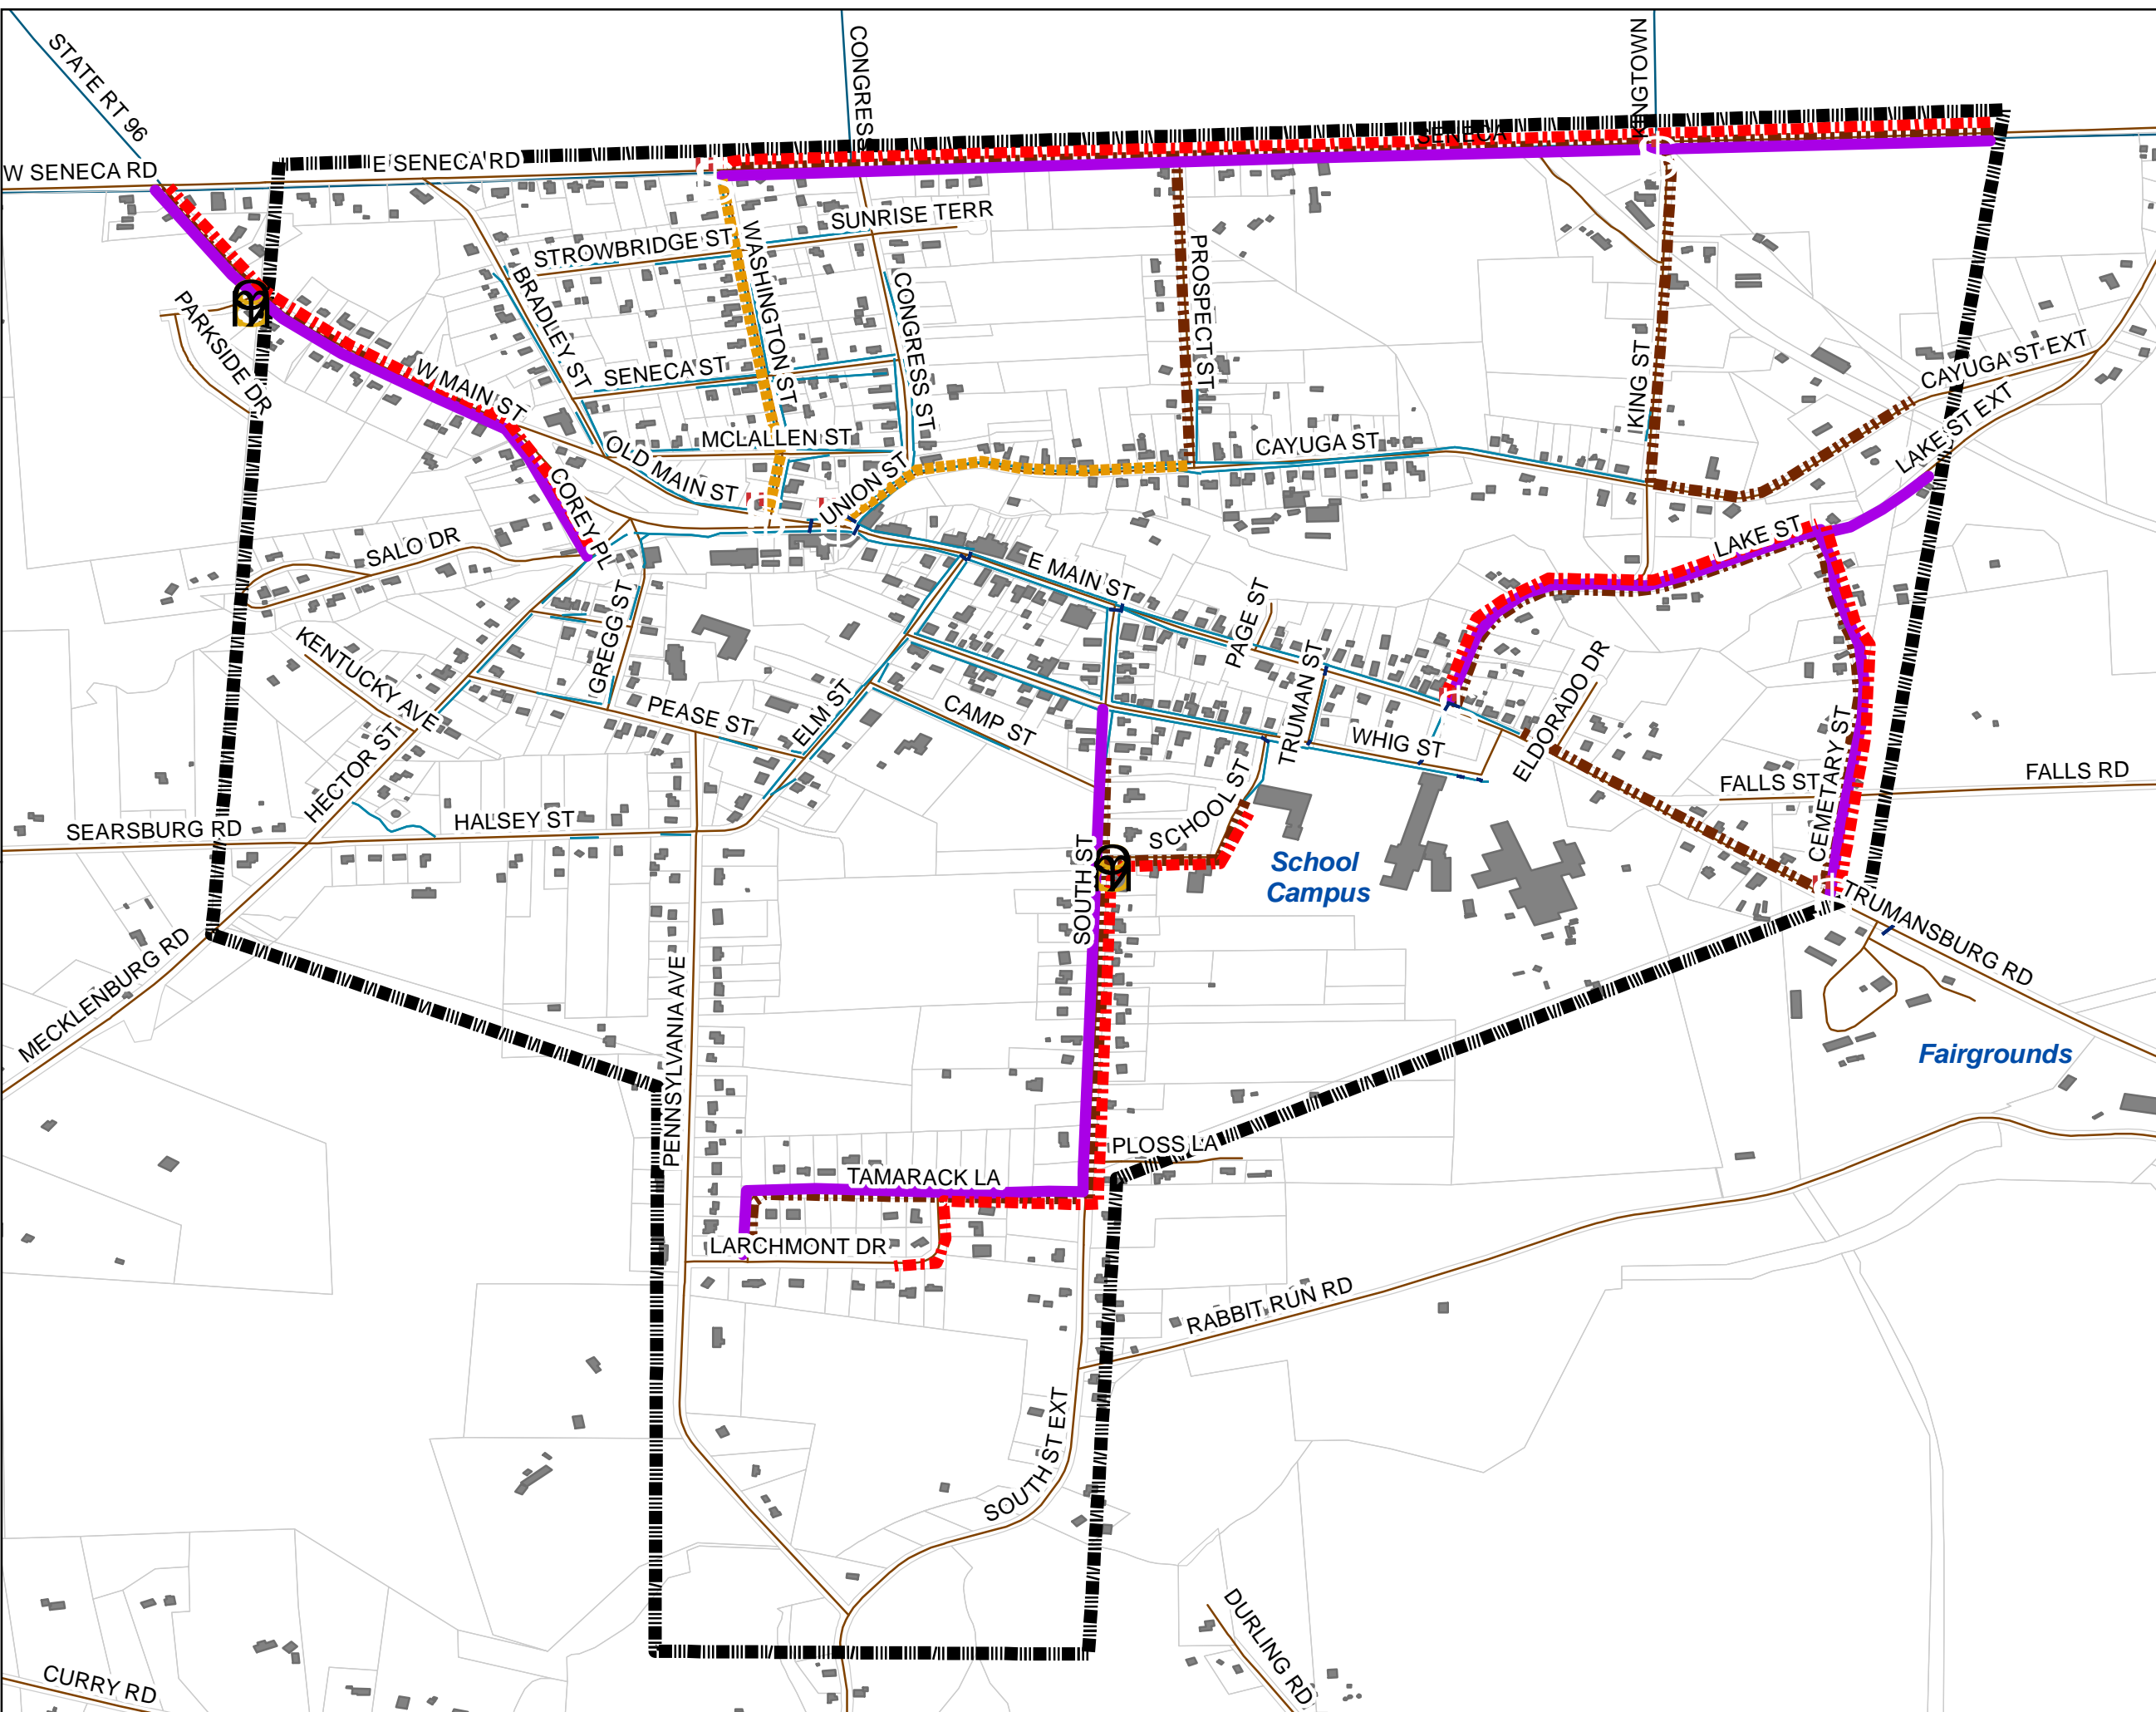 STATE RT 96
CONGRESS
KINGTOWN
W SENECA RD
E SENECA RD
SENECA
SUNRISE TERR
STROWBRIDGE ST
WASHINGTON ST
BRADLEY ST
CONGRESS ST
PROSPECT ST
KING ST
PARKSIDE DR
W MAIN ST
SENECA ST
MCLALLEN ST
OLD MAIN ST
UNION ST
CAYUGA ST
CAYUGA ST EXT
LAKE ST EXT
COREY PL
SALO DR
E MAIN ST
LAKE ST
PAGE ST
GREGG ST
KENTUCKY AVE
HECTOR ST
PEASE ST
ELM ST
CAMP ST
TRUMAN ST
WHIG ST
ELDORADO DR
CEMETARY ST
FALLS ST
FALLS RD
SEARSBURG RD
HALSEY ST
SCHOOL ST
SOUTH ST
School
Campus
TRUMANSBURG RD
MECKLENBURG RD
PENNSYLVANIA AVE
Fairgrounds
PLOSS LA
TAMARACK LA
LARCHMONT DR
RABBIT RUN RD
SOUTH ST EXT
DURLING RD
CURRY RD